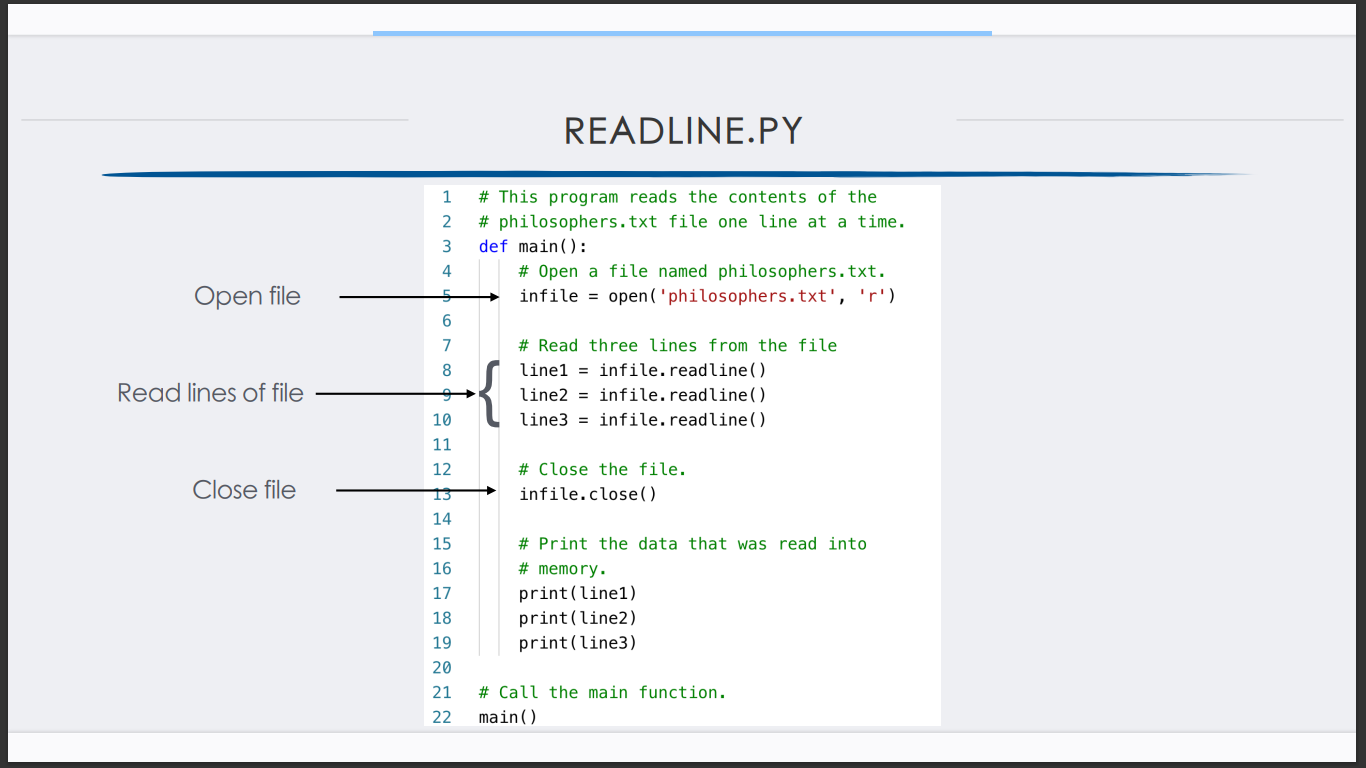 READLINE.PY
1 # This program reads the contents of the
2 # philosophers.txt file one line at a time.
3 def main():
4     # Open a file named philosophers.txt.
Open file
5     infile = open('philosophers.txt', 'r')
6
7     # Read three lines from the file
8     line1 = infile.readline()
Read lines of file
9 { line2 = infile.readline()
10     line3 = infile.readline()
11
12     # Close the file.
Close file
13     infile.close()
14
15     # Print the data that was read into
16     # memory.
17     print(line1)
18     print(line2)
19     print(line3)
20
21 # Call the main function.
22 main()